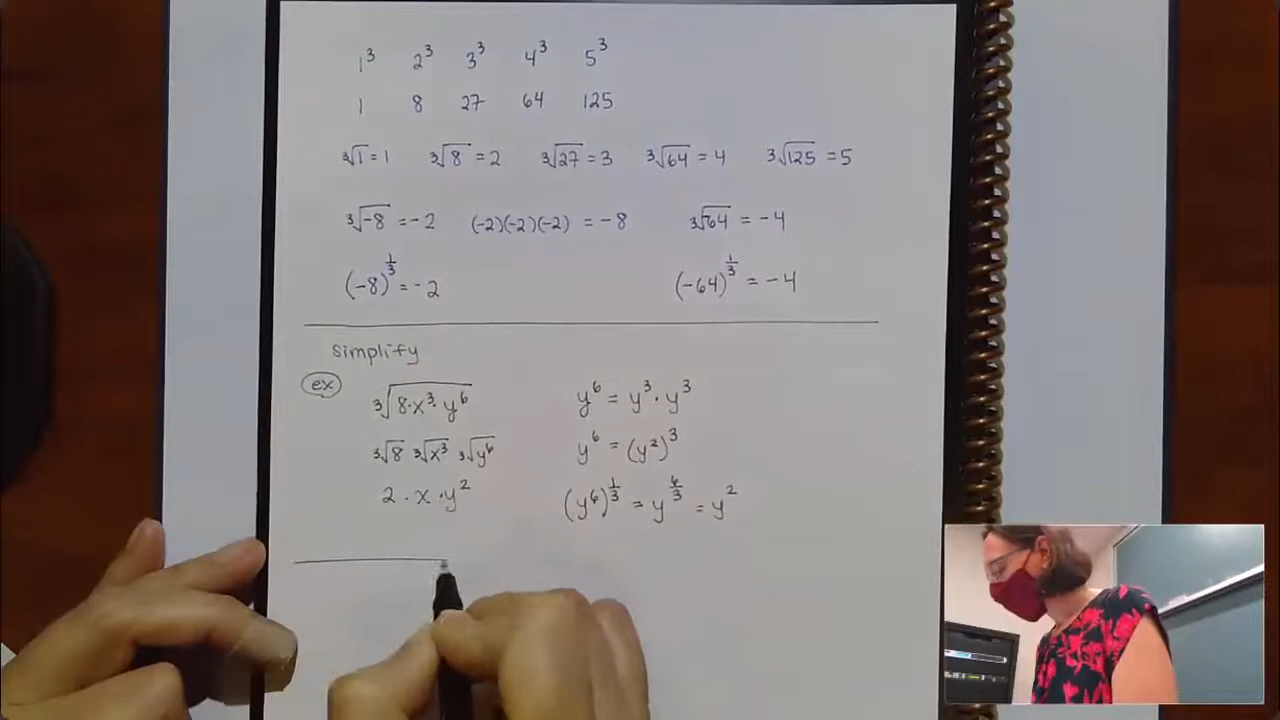 1³ 2³ 3³ 4³ 5³
1 8 27 64 125
∛1 = 1 ∛8 = 2 ∛27 = 3 ∛64 = 4 ∛125 = 5
∛-8 = -2 (-2)(-2)(-2) = -8 ∛-64 = -4
(-8)^(1/3) = -2 (-64)^(1/3) = -4
simplify
ex ∛(8·x³·y⁶) y⁶ = y³·y³
∛8 ∛x³ ∛y⁶ y⁶ = (y²)³
2·x·y² (y⁶)^(1/3) = y^(6/3) = y²